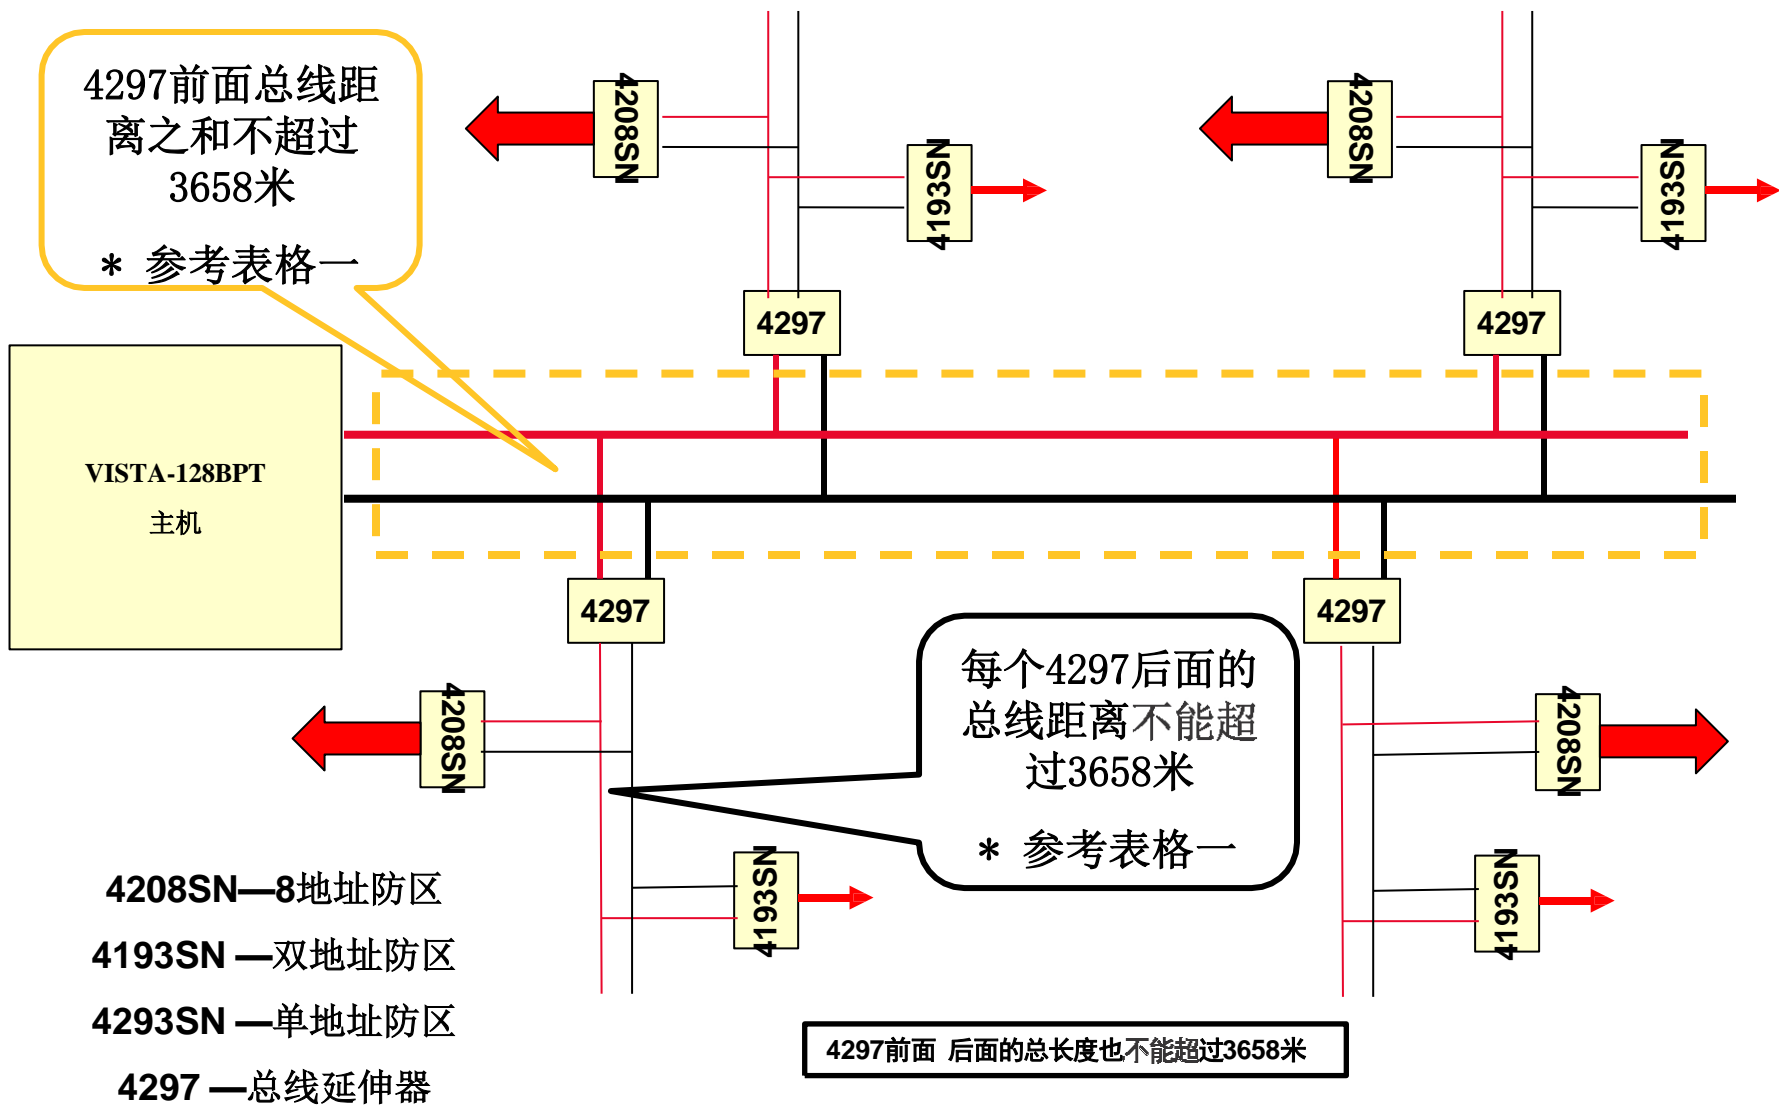 4297前面总线距
离之和不超过
3658米
* 参考表格一
4208SN
4193SN
4208SN
4193SN
4297
4297
VISTA-128BPT
主机
4297
4297
每个4297后面的
总线距离不能超
过3658米
* 参考表格一
4208SN
4193SN
4208SN
4193SN
4208SN—8地址防区
4193SN —双地址防区
4293SN —单地址防区
4297 —总线延伸器
4297前面 后面的总长度也不能超过3658米